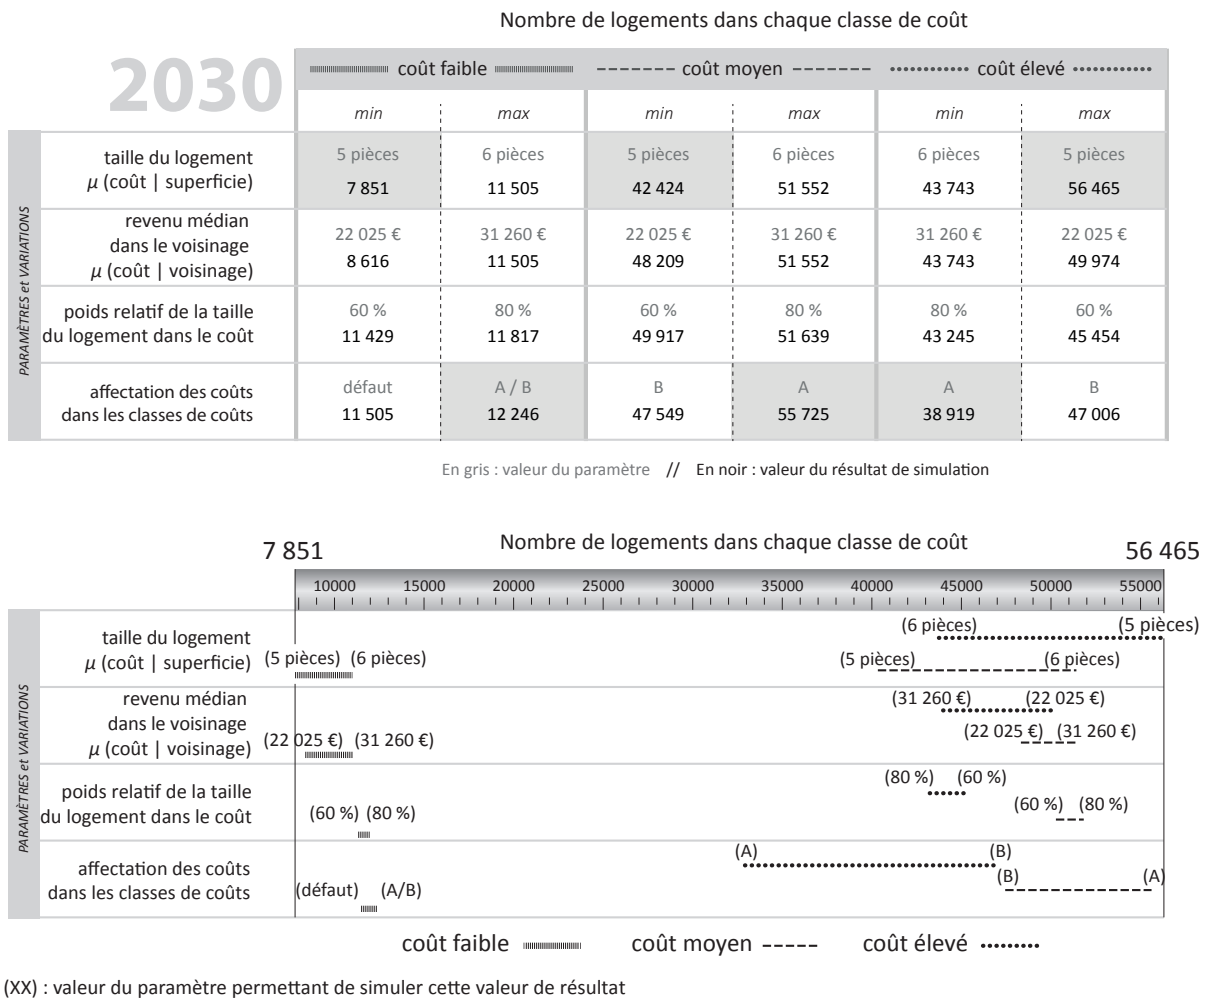 Nombre de logements dans chaque classe de coût
2030
coût faible coût moyen coût élevé
min max min max min max
PARAMÈTRES et VARIATIONS
taille du logement
µ (coût | superficie)
5 pièces 6 pièces 5 pièces 6 pièces 6 pièces 5 pièces
7 851 11 505 42 424 51 552 43 743 56 465
revenu médian
dans le voisinage
µ (coût | voisinage)
22 025 € 31 260 € 22 025 € 31 260 € 31 260 € 22 025 €
8 616 11 505 48 209 51 552 43 743 49 974
poids relatif de la taille
du logement dans le coût
60 % 80 % 60 % 80 % 80 % 60 %
11 429 11 817 49 917 51 639 43 245 45 454
affectation des coûts
dans les classes de coûts
défaut A / B B A A B
11 505 12 246 47 549 55 725 38 919 47 006
En gris : valeur du paramètre // En noir : valeur du résultat de simulation
Nombre de logements dans chaque classe de coût
7 851 56 465
10000 15000 20000 25000 30000 35000 40000 45000 50000 55000
PARAMÈTRES et VARIATIONS
taille du logement
µ (coût | superficie)
(6 pièces) (5 pièces)
(5 pièces) (6 pièces) (5 pièces) (6 pièces)
revenu médian
dans le voisinage
µ (coût | voisinage)
(31 260 €) (22 025 €)
(22 025 €) (31 260 €)
(22 025 €) (31 260 €)
poids relatif de la taille
du logement dans le coût
(80 %) (60 %)
(60 %) (80 %)
(60 %) (80 %)
affectation des coûts
dans les classes de coûts
(A) (B)
(B) (A)
(défaut) (A/B)
coût faible coût moyen coût élevé
(XX) : valeur du paramètre permettant de simuler cette valeur de résultat